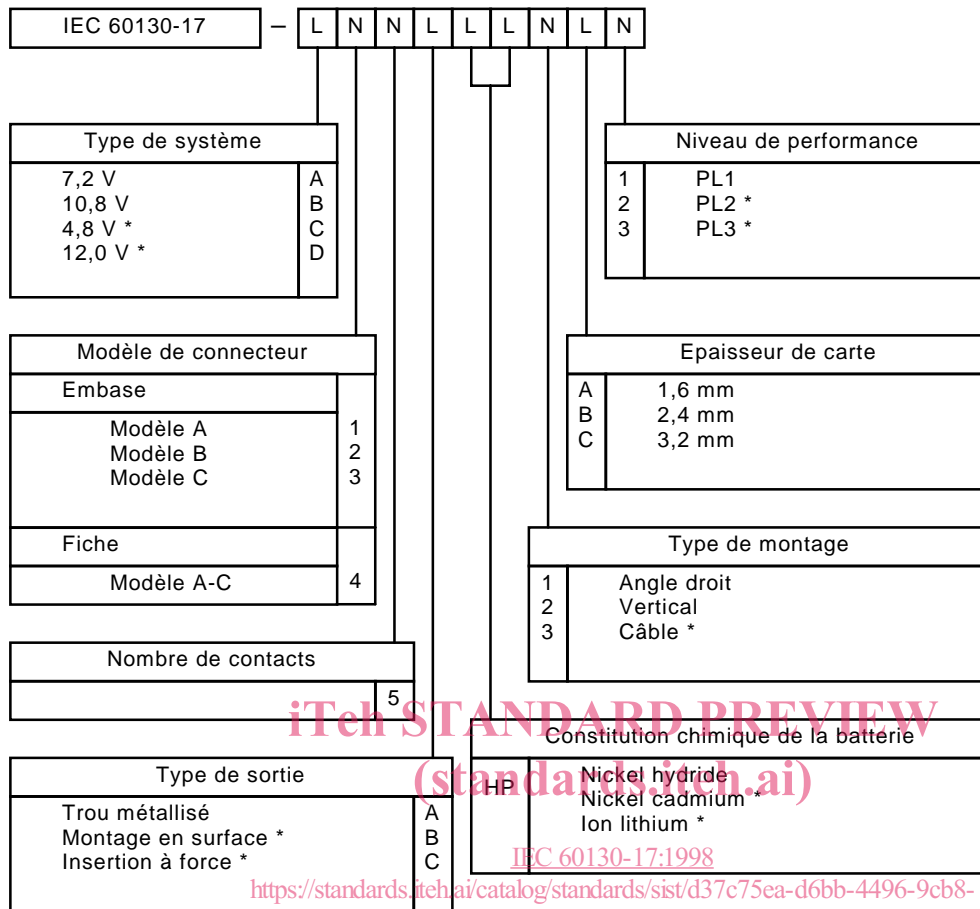 IEC 60130-17 – L N N L L L N L N
Type de système
7,2 V A
10,8 V B
4,8 V * C
12,0 V * D
Niveau de performance
1 PL1
2 PL2 *
3 PL3 *
Modèle de connecteur
Embase
Modèle A 1
Modèle B 2
Modèle C 3
Fiche
Modèle A-C 4
Epaisseur de carte
A 1,6 mm
B 2,4 mm
C 3,2 mm
Type de montage
1 Angle droit
2 Vertical
3 Câble *
Nombre de contacts
5
iTeh STANDARD PREVIEW
(standards.iteh.ai)
Constitution chimique de la batterie
HP Nickel hydride
Nickel cadmium *
Ion lithium *
Type de sortie
Trou métallisé A
Montage en surface * B
Insertion à force * C
IEC 60130-17:1998
https://standards.iteh.ai/catalog/standards/sist/d37c75ea-d6bb-4496-9cb8-